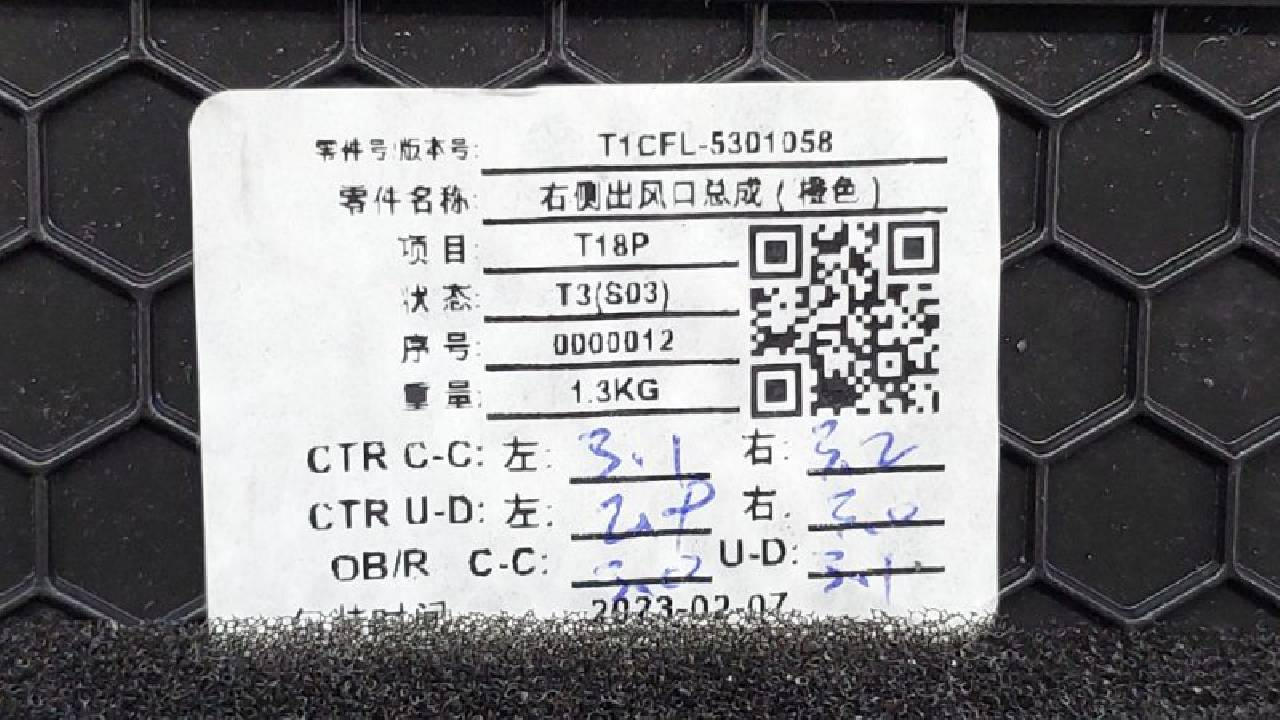 零件号/版本号: T1CFL-5301058
零件名称: 右侧出风口总成(橙色)
项目: T18P
状态: T3(S03)
序号: 0000012
重量: 1.3KG
CTR C-C: 左: 3.1 右: 3.2
CTR U-D: 左: 右: 3.0
OB/R C-C: U-D: 3.1
2023-02-07